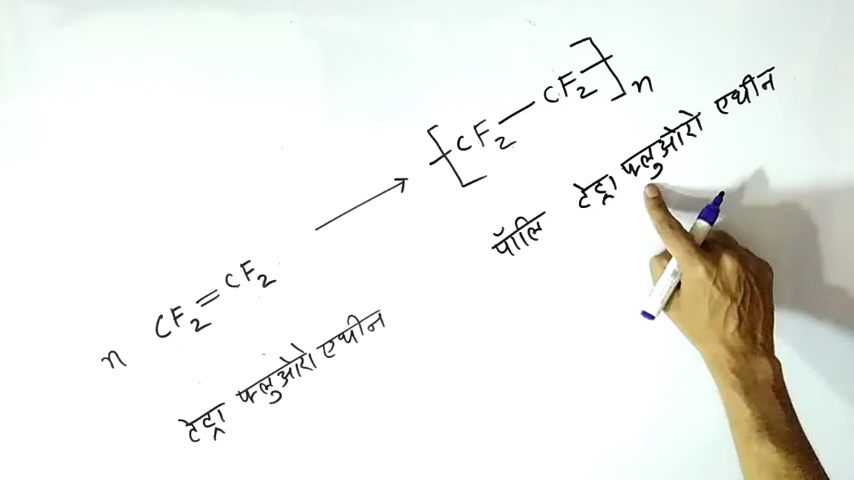 n CF₂=CF₂ ⟶ [-CF₂-CF₂-]n
टेट्रा फ्लुओरो एथीन
पॉलि टेट्रा फ्लुओरो एथीन